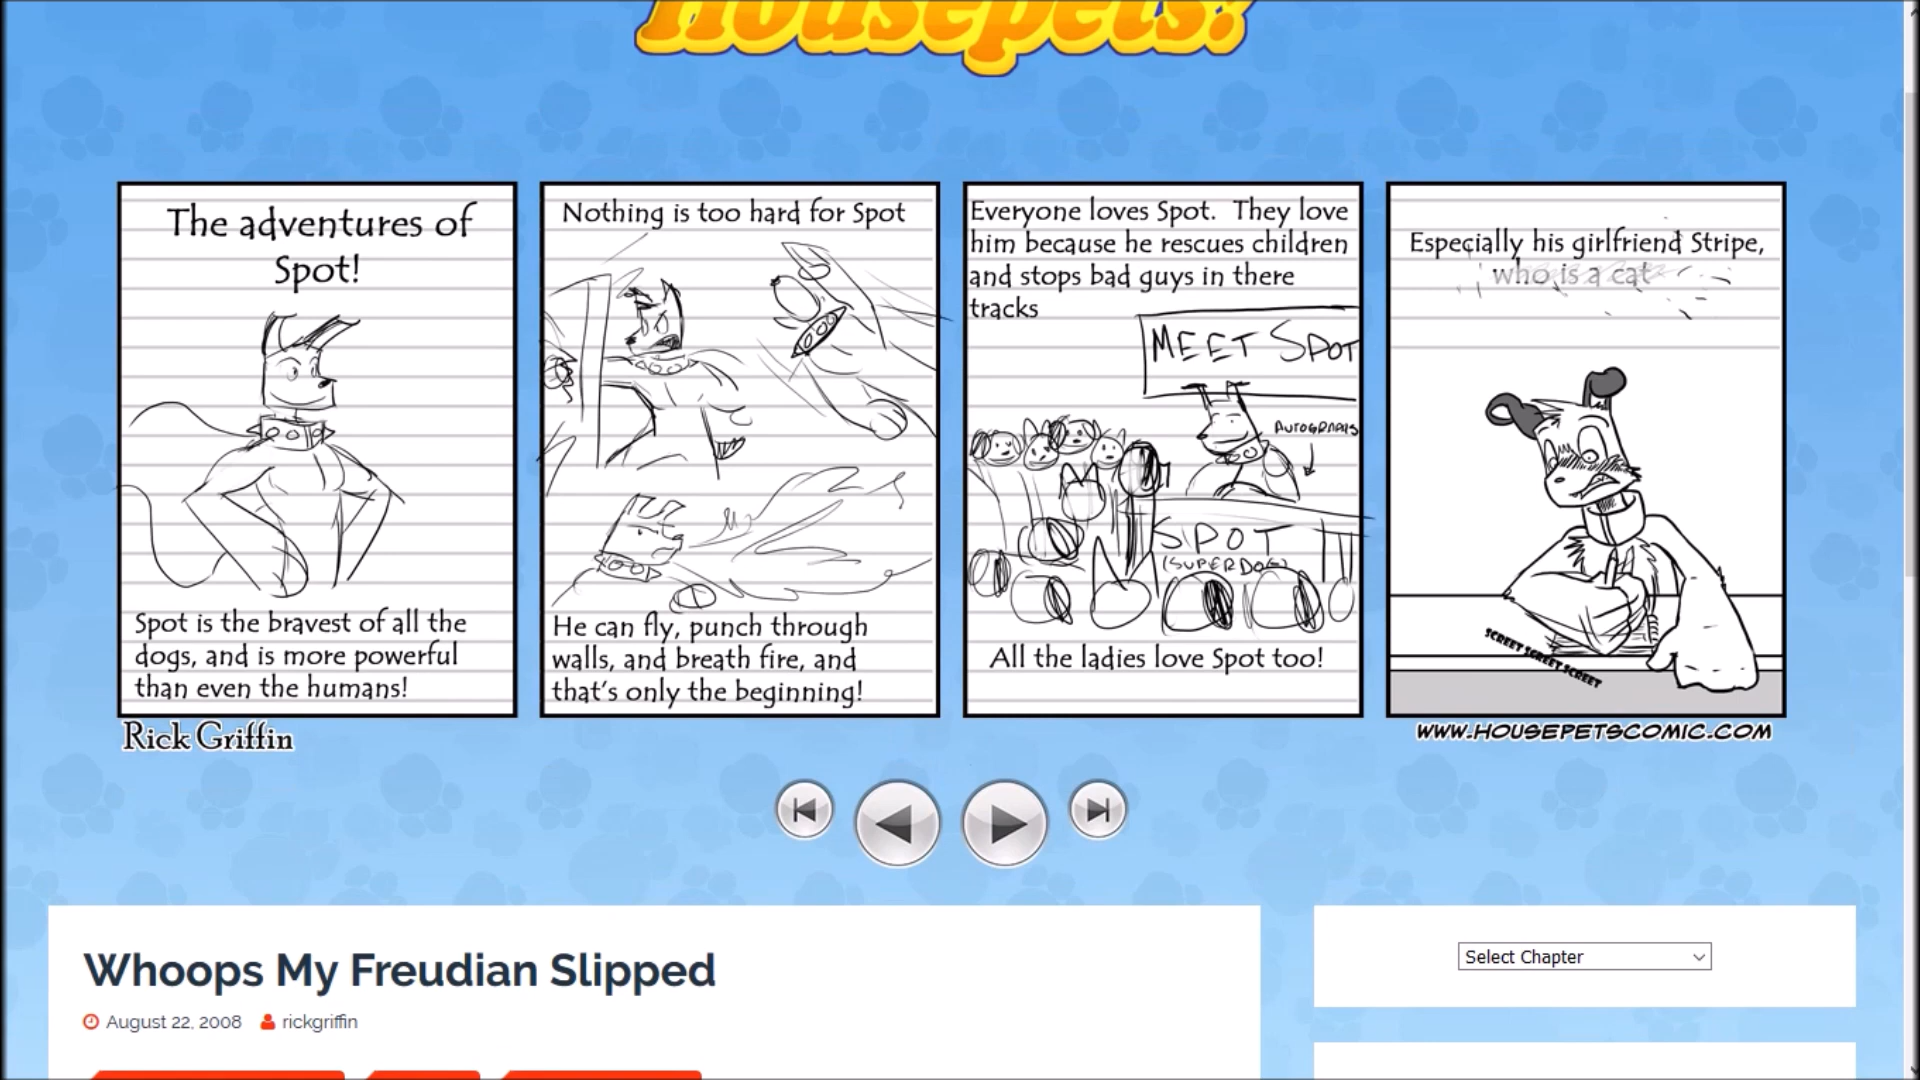 Housepets!
The adventures of
Spot!
Spot is the bravest of all the
dogs, and is more powerful
than even the humans!
Nothing is too hard for Spot
He can fly, punch through
walls, and breath fire, and
that's only the beginning!
Everyone loves Spot. They love
him because he rescues children
and stops bad guys in there
tracks
MEET SPOT
AUTOGRAPHS
SPOT
(SUPERDOG)
All the ladies love Spot too!
Especially his girlfriend Stripe,
who is a cat
SCREET SCREET SCREET
Rick Griffin
WWW.HOUSEPETSCOMIC.COM
Whoops My Freudian Slipped
August 22, 2008 rickgriffin
Select Chapter